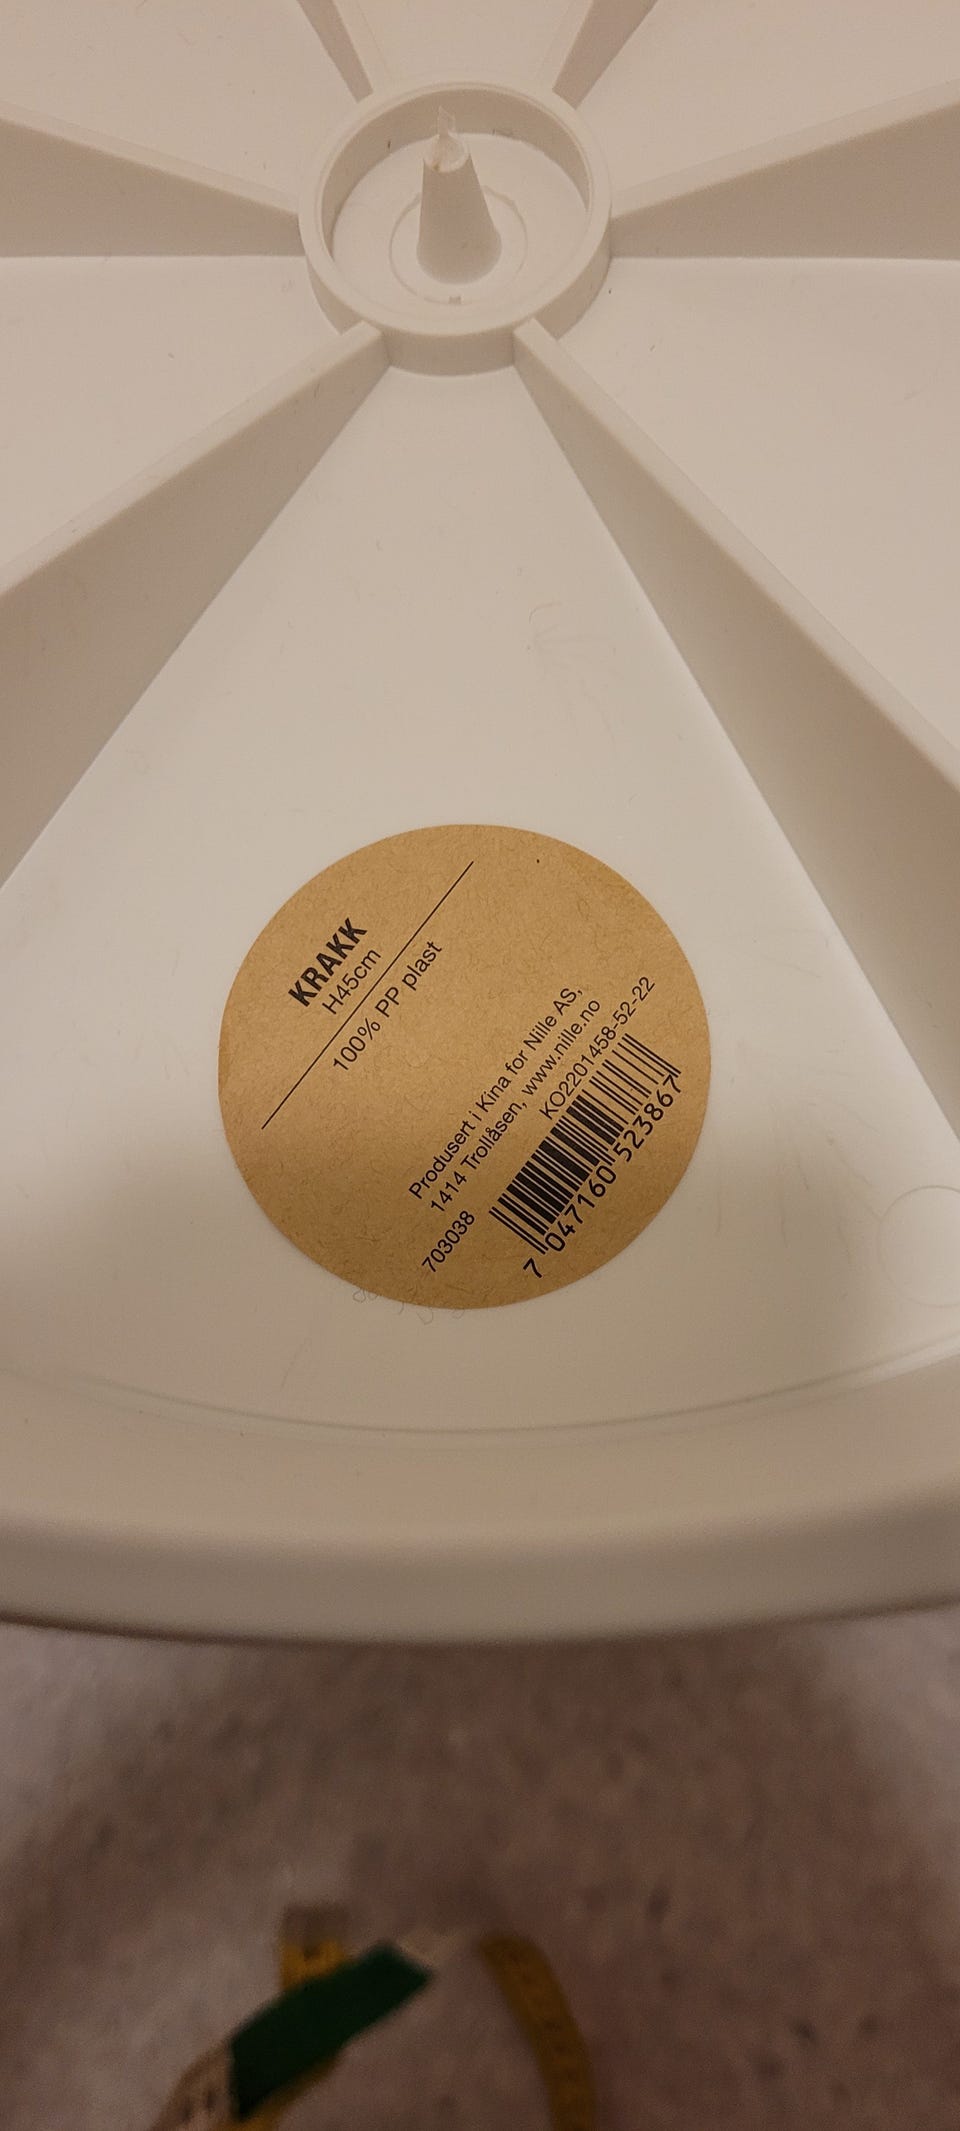 KRAKK
H45cm
100% PP plast
Produsert i Kina for Nille AS,
1414 Trollåsen, www.nille.no
703038
KO2201458-52-22
7 047160 523867